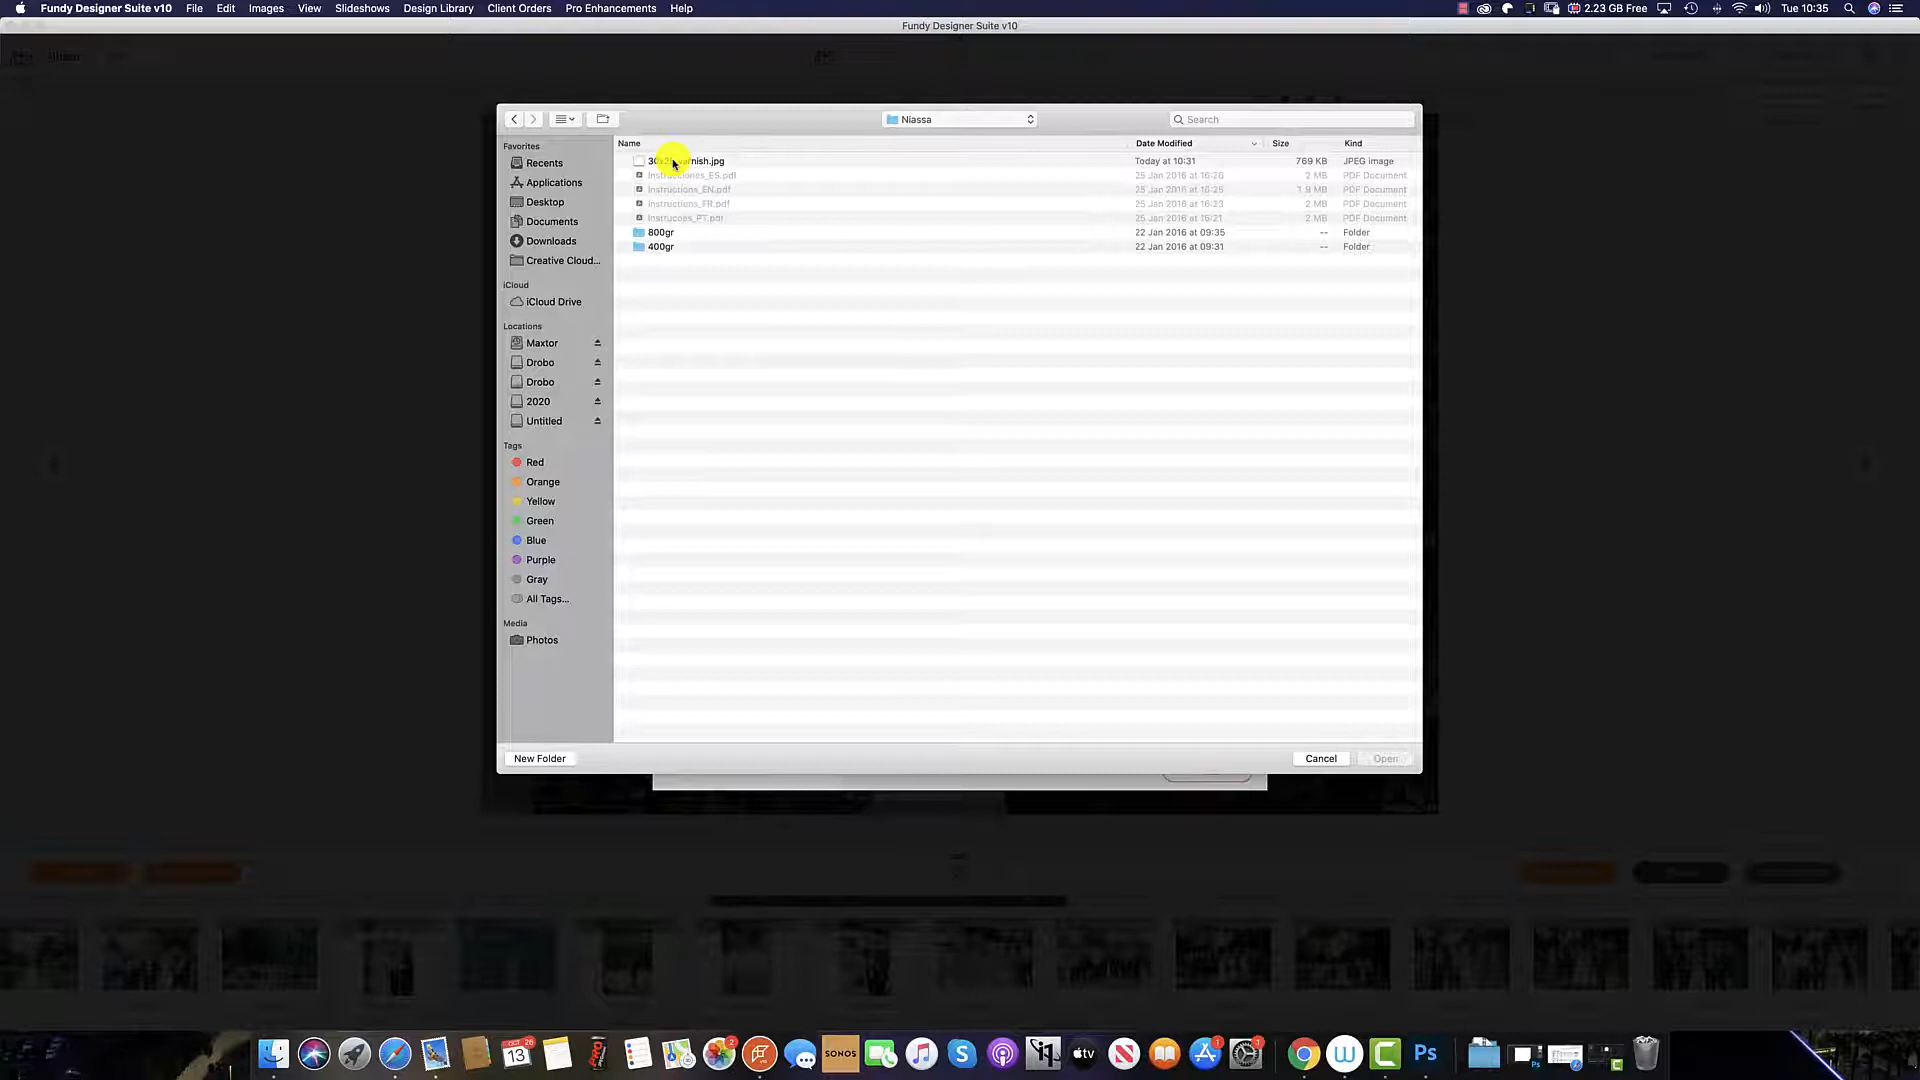 Fundy Designer Suite v10 File Edit Images View Slideshows Design Library Client Orders Pro Enhancements Help 2.23 GB Free Tue 10:35
Fundy Designer Suite v10
Niassa Search
Favorites
Recents
Applications
Desktop
Documents
Downloads
Creative Cloud...
iCloud
iCloud Drive
Locations
Maxtor
Drobo
Drobo
2020
Untitled
Tags
Red
Orange
Yellow
Green
Blue
Purple
Gray
All Tags...
Media
Photos
Name Date Modified Size Kind
Today at 10:31 769 KB JPEG image
Instrucciones_ES.pdf 25 Jan 2016 at 16:26 2 MB PDF Document
Instructions_EN.pdf 25 Jan 2016 at 16:25 1.9 MB PDF Document
Instructions_FR.pdf 25 Jan 2016 at 16:23 2 MB PDF Document
Instrucoes_PT.pdf 25 Jan 2016 at 16:21 2 MB PDF Document
800gr 22 Jan 2016 at 09:35 -- Folder
400gr 22 Jan 2016 at 09:31 -- Folder
New Folder Cancel Open
OCT 26
13
PRO
2
SONOS
tv
1
1
Ps